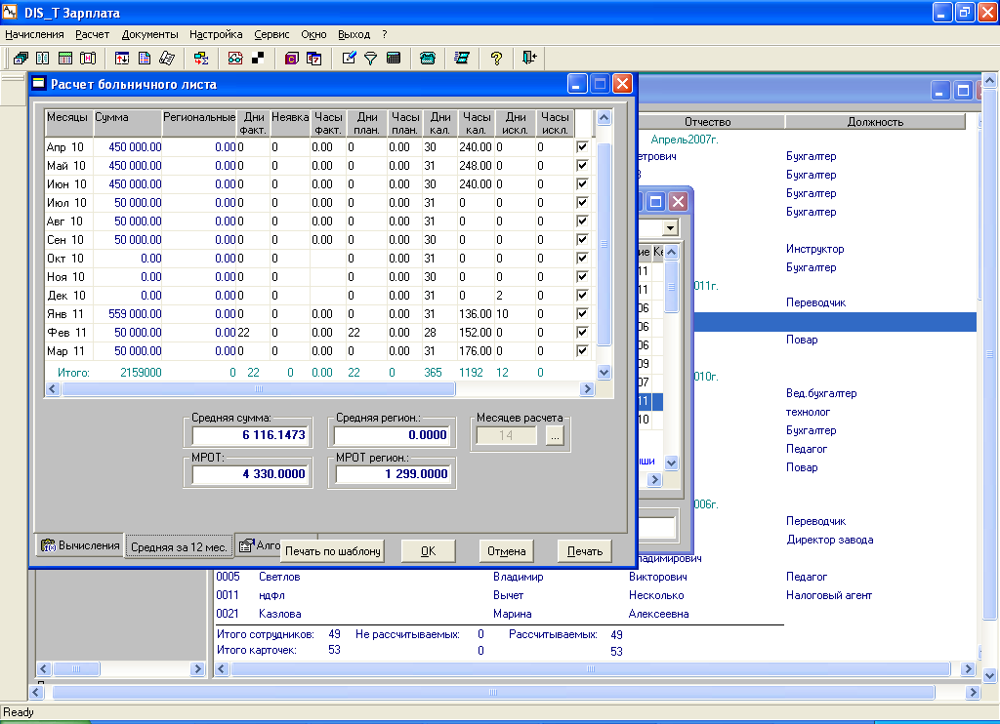 DIS_T Зарплата
Начисления Расчет Документы Настройка Сервис Окно Выход ?
Расчет больничного листа
Месяцы Сумма Региональные Дни факт. Неявка Часы факт. Дни план. Часы план. Дни кал. Часы кал. Дни искл. Часы искл.
Апр 10 450 000.00 0.00 0 0 0.00 0 0.00 30 240.00 0 0
Май 10 450 000.00 0.00 0 0 0.00 0 0.00 31 248.00 0 0
Июн 10 450 000.00 0.00 0 0 0.00 0 0.00 30 240.00 0 0
Июл 10 50 000.00 0.00 0 0 0.00 0 0.00 31 0 0 0
Авг 10 50 000.00 0.00 0 0 0.00 0 0.00 31 0 0 0
Сен 10 50 000.00 0.00 0 0 0.00 0 0.00 30 0 0 0
Окт 10 0.00 0.00 0 0 0 0.00 31 0 0 0
Ноя 10 0.00 0.00 0 0 0 0.00 30 0 0 0
Дек 10 0.00 0.00 0 0 0 0.00 31 0 2 0
Янв 11 559 000.00 0.00 0 0 0.00 0 0.00 31 136.00 10 0
Фев 11 50 000.00 0.00 22 0 0.00 22 0.00 28 152.00 0 0
Мар 11 50 000.00 0.00 0 0 0.00 0 0.00 31 176.00 0 0
Итого: 2159000 0 22 0 0.00 22 0 365 1192 12 0
Средняя сумма: Средняя регион.: Месяцев расчета
6 116.1473 0.0000 14 ...
МРОТ: МРОТ регион.:
4 330.0000 1 299.0000
Вычисления Средняя за 12 мес. Алго
Печать по шаблону OK Отмена Печать
Отчество Должность
Апрель2007г.
етрович Бухгалтер
Бухгалтер
Бухгалтер
Бухгалтер
Инструктор
Бухгалтер
011г.
Переводчик
Повар
010г.
Вед.бухгалтер
технолог
Бухгалтер
Педагог
Повар
006г.
Переводчик
Директор завода
ие Ке
11
11
06
06
06
09
07
11
10
ыши
ладимирович
0005 Светлов Владимир Викторович Педагог
0011 ндфл Вычет Несколько Налоговый агент
0021 Казлова Марина Алексеевна
Итого сотрудников: 49 Не рассчитываемых: 0 Рассчитываемых: 49
Итого карточек: 53 0 53
Ready